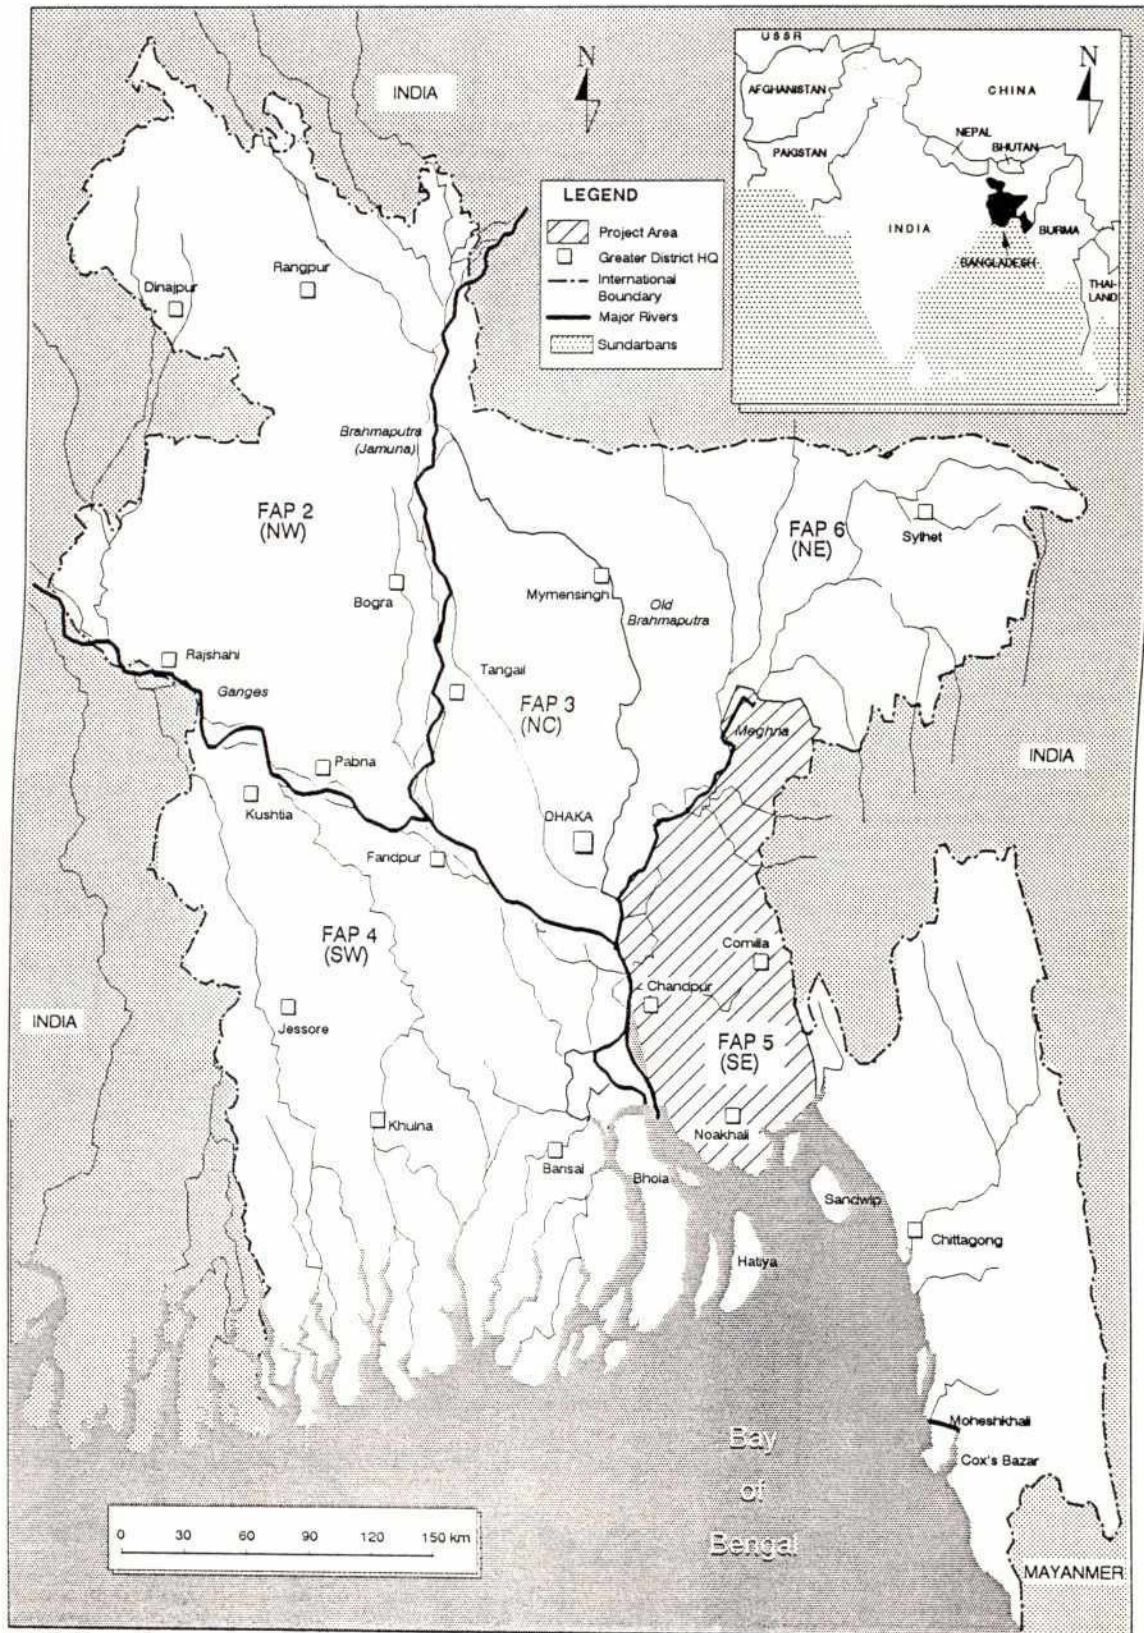 INDIA
N
USSR
AFGHANISTAN
PAKISTAN
CHINA
N
NEPAL
BHUTAN
INDIA
BURMA
BANGLADESH
THAI-
LAND
LEGEND
Project Area
Greater District HQ
International
Boundary
Major Rivers
Sundarbans
Rangpur
Dinajpur
Brahmaputra
(Jamuna)
FAP 2
(NW)
FAP 6
(NE)
Sylhet
Bogra
Mymensingh
Old
Brahmaputra
Rajshahi
Ganges
Tangail
FAP 3
(NC)
Meghna
INDIA
Pabna
Kushtia
DHAKA
Faridpur
FAP 4
(SW)
Comilla
Chandpur
INDIA
Jessore
FAP 5
(SE)
Khulna
Noakhali
Barisal
Bhola
Sandwip
Chittagong
Hatiya
Moheshkhali
Cox's Bazar
Bay
of
Bengal
0 30 60 90 120 150 km
MAYANMER